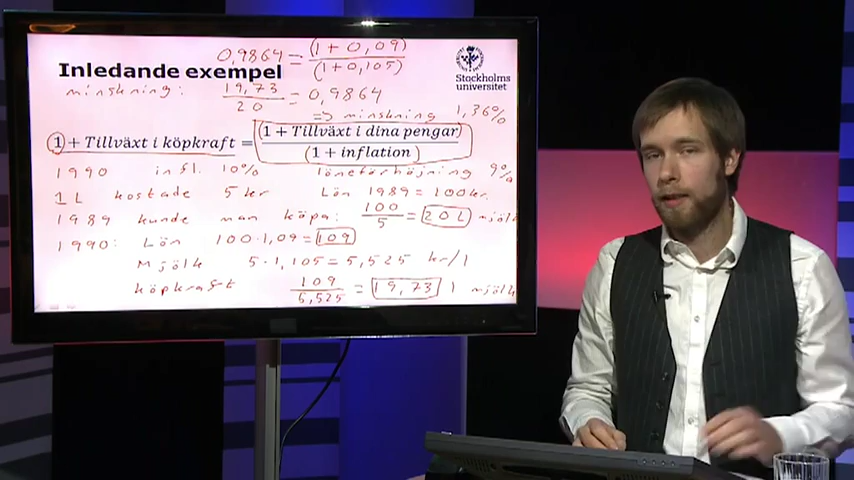 0,9864 = (1+0,09)
(1+0,105)
Inledande exempel
Stockholms
universitet
minskning: 19,73 = 0,9864
20
=> minskning 1,36%
1 + Tillväxt i köpkraft = (1 + Tillväxt i dina pengar)
(1 + inflation)
1990 infl. 10% löneförhöjning 9%
1L kostade 5 kr Lön 1989 = 100kr.
1989 kunde man köpa: 100 = 20L mjölk
5
1990: Lön 100·1,09 = 109
Mjölk 5·1,105 = 5,525 kr/l
köpkraft 109 = 19,73 l mjölk
5,525